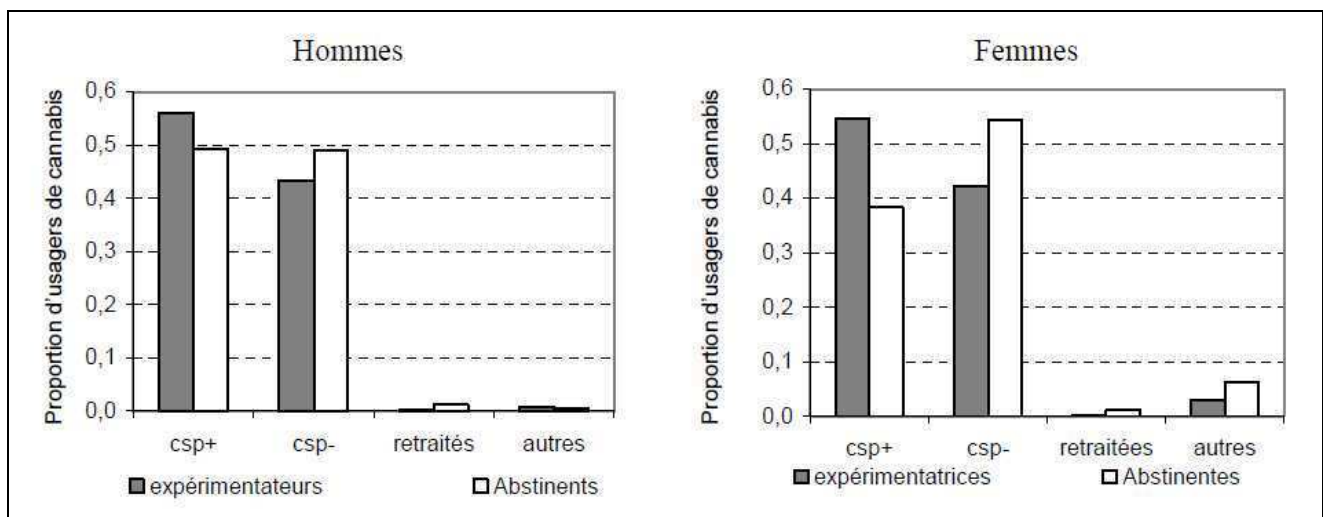 Hommes
Proportion d'usagers de cannabis
0,6
0,5
0,4
0,3
0,2
0,1
0,0
csp+ csp- retraités autres
expérimentateurs Abstinents
Femmes
Proportion d'usagers de cannabis
0,6
0,5
0,4
0,3
0,2
0,1
0,0
csp+ csp- retraitées autres
expérimentatrices Abstinentes